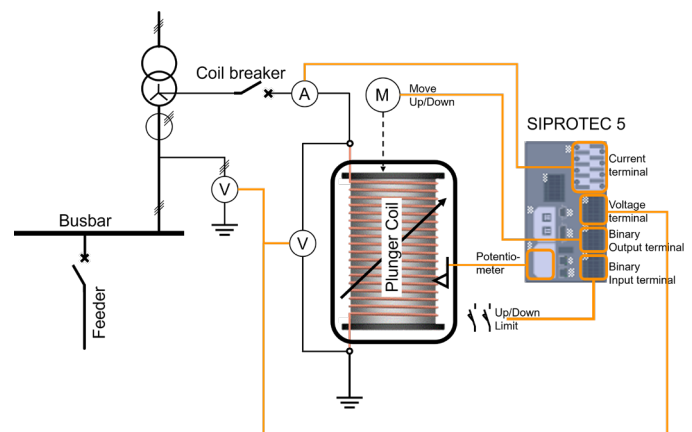 Coil breaker
A
M
Move
Up/Down
SIPROTEC 5
Current
terminal
V
Voltage
terminal
Busbar
V
Plunger Coil
Binary
Output terminal
Potentio-
meter
Binary
Input terminal
Feeder
Up/Down
Limit